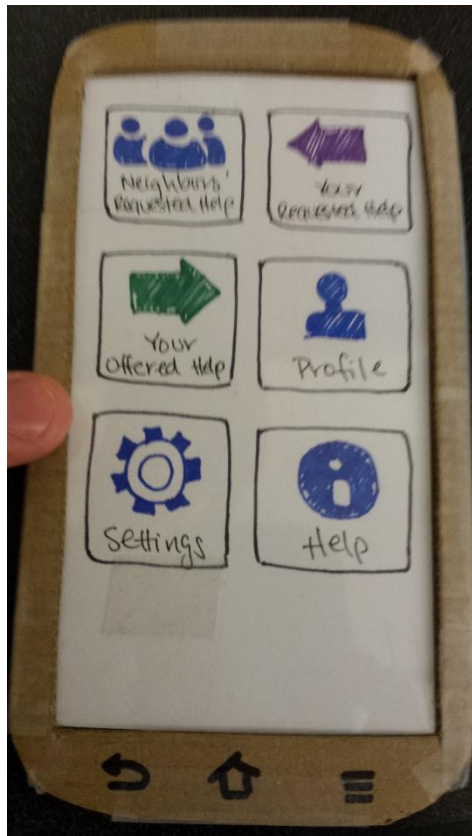 Neighbors'
Requested Help
Your
Requested Help
Your
Offered Help
Profile
Settings
Help